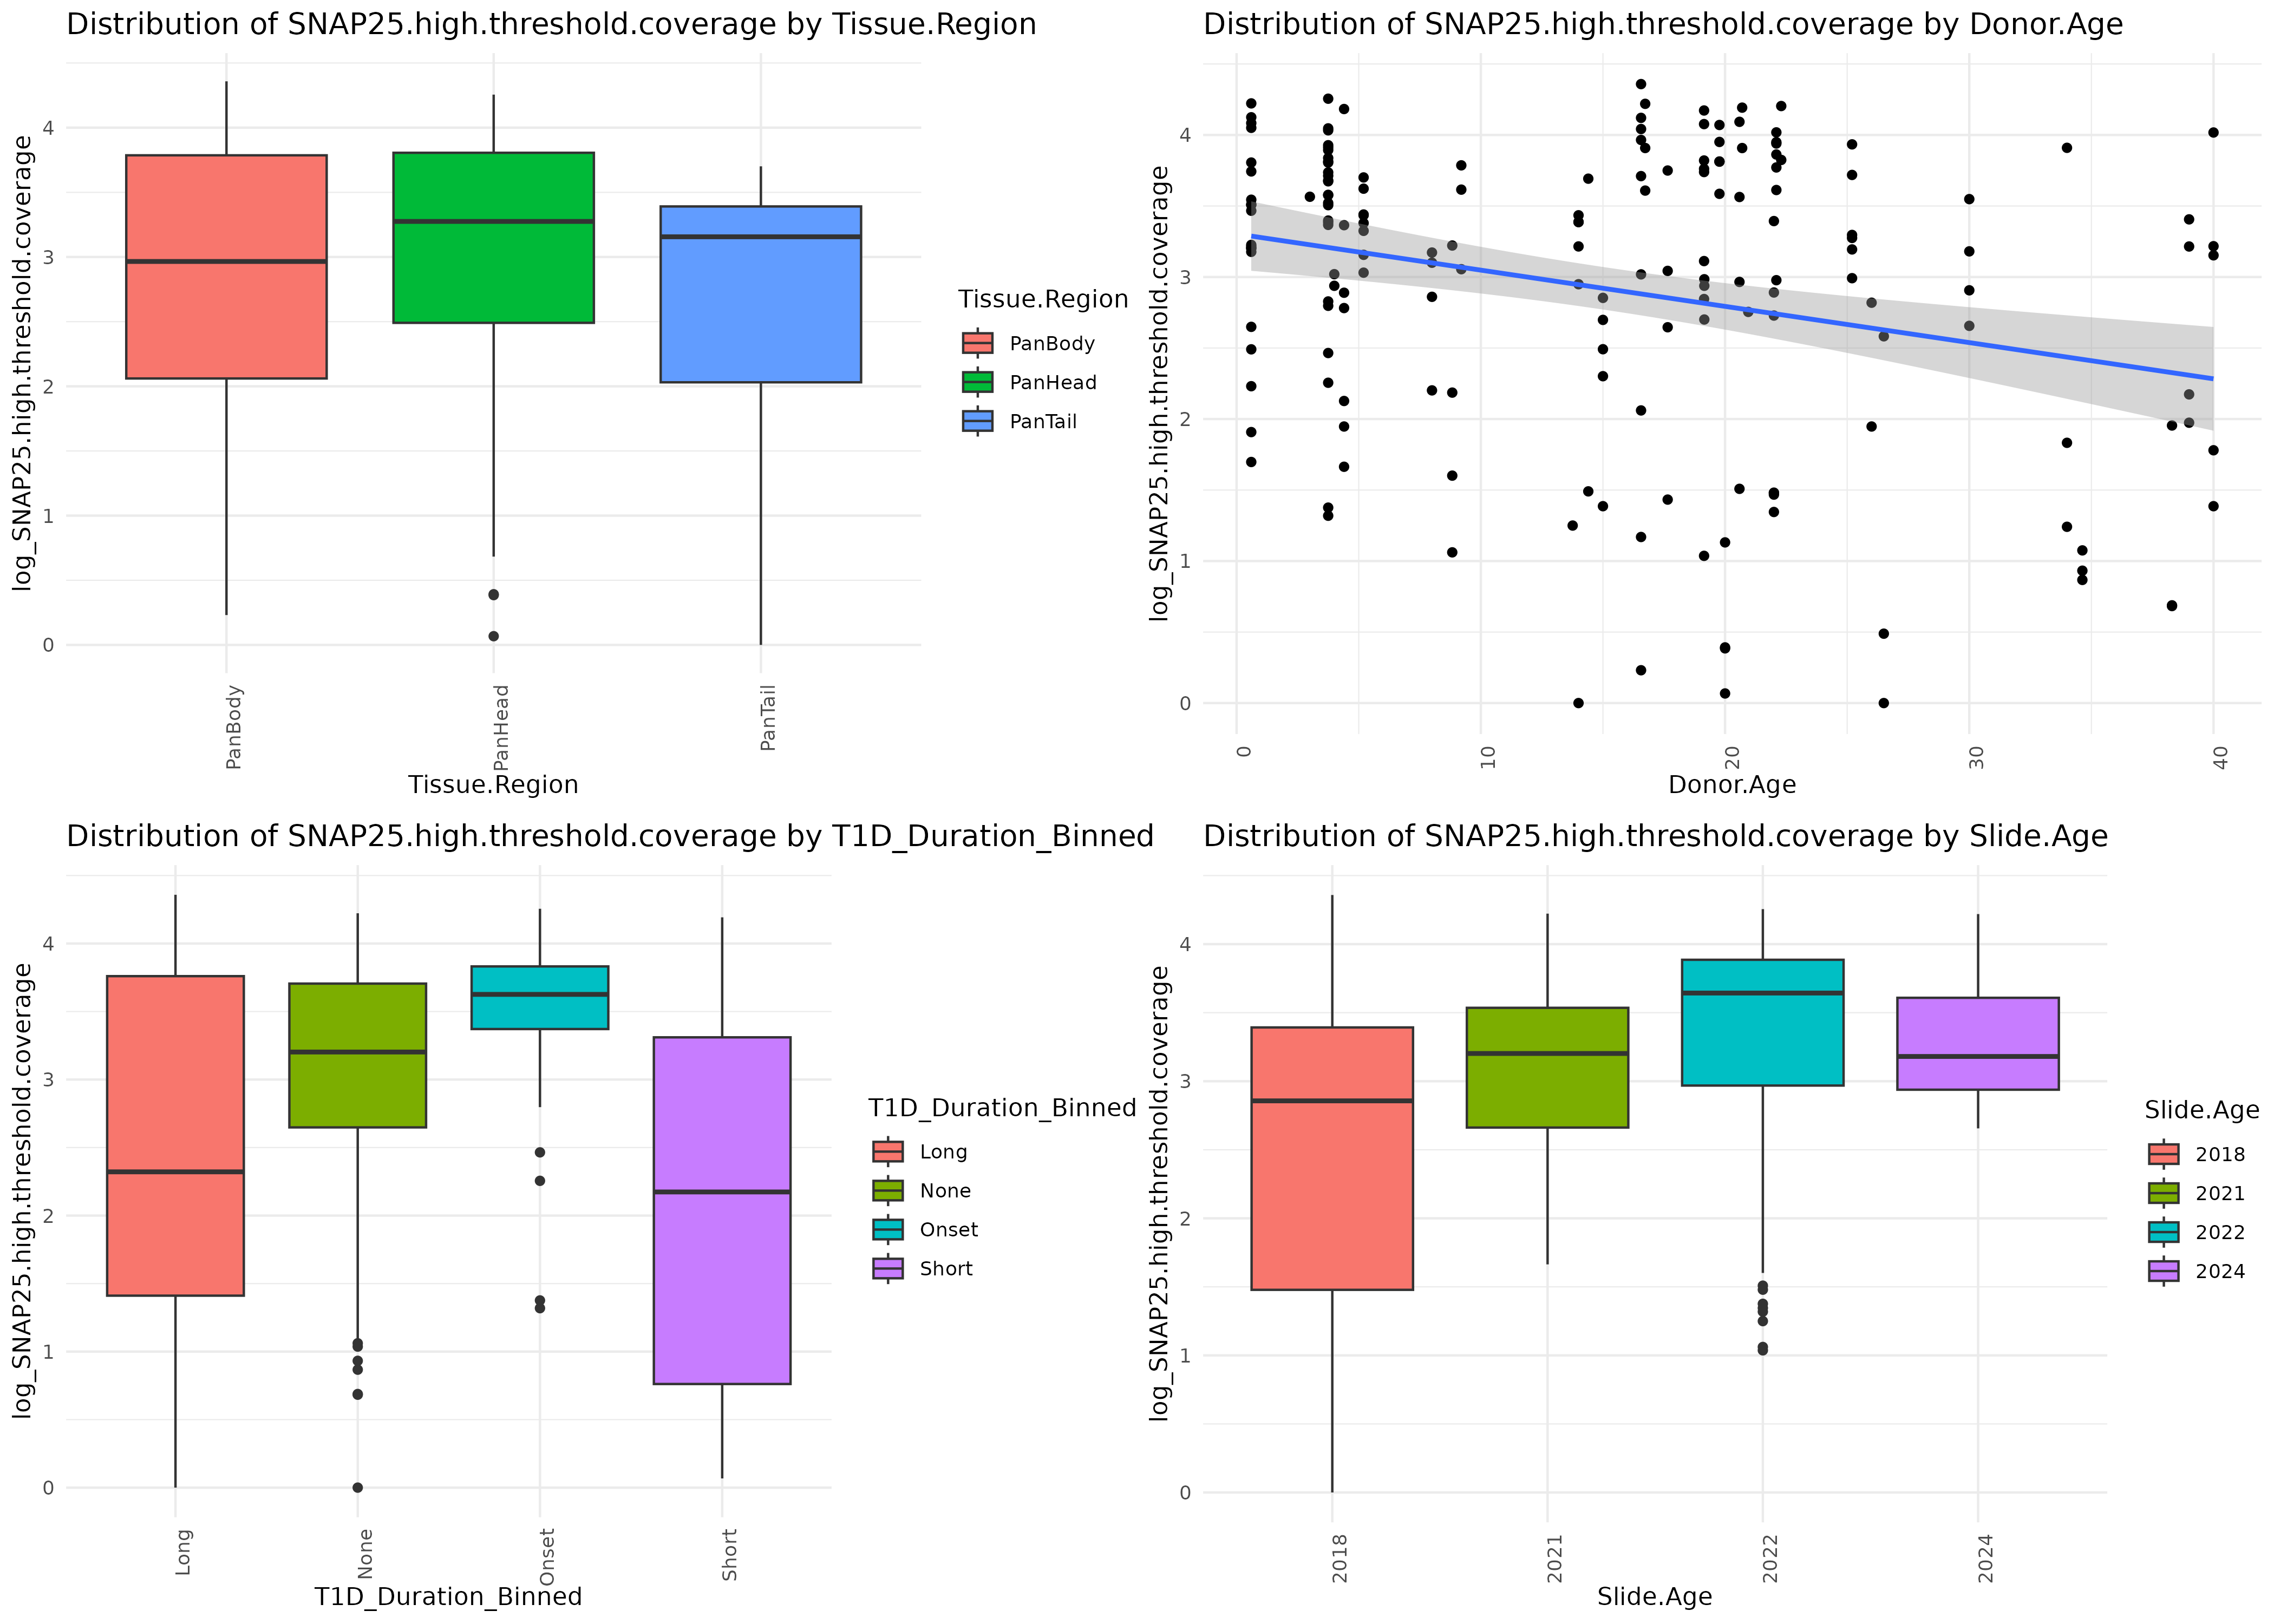 Distribution of SNAP25.high.threshold.coverage by Tissue.Region
log_SNAP25.high.threshold.coverage
4
3
2
1
0
PanBody
PanHead
PanTail
Tissue.Region
Tissue.Region
PanBody
PanHead
PanTail
Distribution of SNAP25.high.threshold.coverage by Donor.Age
log_SNAP25.high.threshold.coverage
4
3
2
1
0
0
10
20
30
40
Donor.Age
Distribution of SNAP25.high.threshold.coverage by T1D_Duration_Binned
log_SNAP25.high.threshold.coverage
4
3
2
1
0
Long
None
Onset
Short
T1D_Duration_Binned
T1D_Duration_Binned
Long
None
Onset
Short
Distribution of SNAP25.high.threshold.coverage by Slide.Age
log_SNAP25.high.threshold.coverage
4
3
2
1
0
2018
2021
2022
2024
Slide.Age
Slide.Age
2018
2021
2022
2024